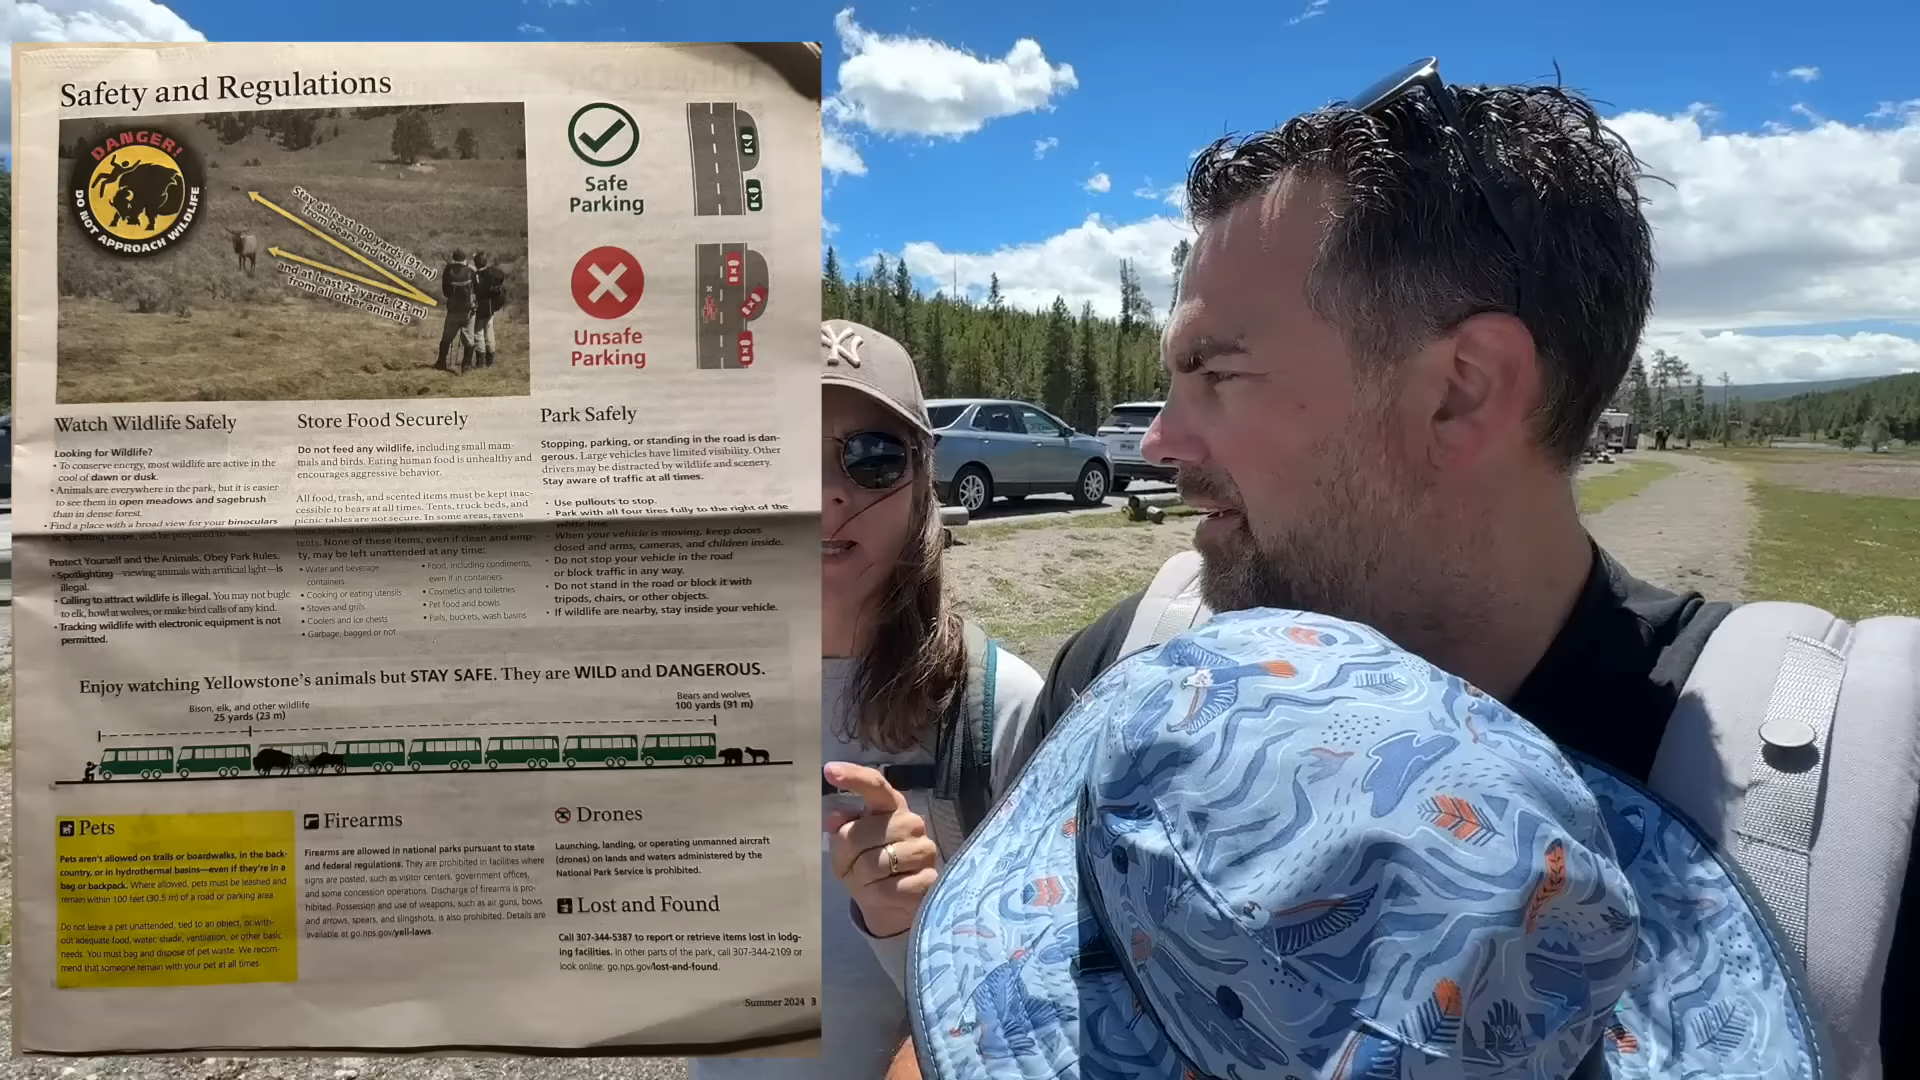 Safety and Regulations
DANGER!
DO NOT APPROACH WILDLIFE
Stay at least 100 yards (91 m)
from bears and wolves
and at least 25 yards (23 m)
from all other animals
Safe
Parking
Unsafe
Parking
Watch Wildlife Safely
Looking for Wildlife?
• To conserve energy, most wildlife are active in the
cool of dawn or dusk.
• Animals are everywhere in the park, but it is easier
to see them in open meadows and sagebrush
than in dense forest.
• Find a place with a broad view for your binoculars
or spotting scope, and be prepared to wait.
Protect Yourself and the Animals. Obey Park Rules.
• Spotlighting—viewing animals with artificial light—is
illegal.
• Calling to attract wildlife is illegal. You may not bugle
to elk, howl at wolves, or make bird calls of any kind.
• Tracking wildlife with electronic equipment is not
permitted.
Store Food Securely
Do not feed any wildlife, including small mam-
mals and birds. Eating human food is unhealthy and
encourages aggressive behavior.
All food, trash, and scented items must be kept inac-
cessible to bears at all times. Tents, truck beds, and
picnic tables are not secure. In some areas, ravens
tents. None of these items, even if clean and emp-
ty, may be left unattended at any time:
• Water and beverage
containers
• Cooking or eating utensils
• Stoves and grills
• Coolers and ice chests
• Garbage, bagged or not
• Food, including condiments,
even if in containers
• Cosmetics and toiletries
• Pet food and bowls
• Pails, buckets, wash basins
Park Safely
Stopping, parking, or standing in the road is dan-
gerous. Large vehicles have limited visibility. Other
drivers may be distracted by wildlife and scenery.
Stay aware of traffic at all times.
• Use pullouts to stop.
• Park with all four tires fully to the right of the
white line.
• When your vehicle is moving, keep doors
closed and arms, cameras, and children inside.
• Do not stop your vehicle in the road
or block traffic in any way.
• Do not stand in the road or block it with
tripods, chairs, or other objects.
• If wildlife are nearby, stay inside your vehicle.
Enjoy watching Yellowstone's animals but STAY SAFE. They are WILD and DANGEROUS.
Bison, elk, and other wildlife
25 yards (23 m)
Bears and wolves
100 yards (91 m)
Pets
Pets aren't allowed on trails or boardwalks, in the back-
country, or in hydrothermal basins—even if they're in a
bag or backpack. Where allowed, pets must be leashed and
remain within 100 feet (30.5 m) of a road or parking area.
Do not leave a pet unattended, tied to an object, or with-
out adequate food, water, shade, ventilation, or other basic
needs. You must bag and dispose of pet waste. We recom-
mend that someone remain with your pet at all times.
Firearms
Firearms are allowed in national parks pursuant to state
and federal regulations. They are prohibited in facilities where
signs are posted, such as visitor centers, government offices,
and some concession operations. Discharge of firearms is pro-
hibited. Possession and use of weapons, such as air guns, bows
and arrows, spears, and slingshots, is also prohibited. Details are
available at go.nps.gov/yell-laws.
Drones
Launching, landing, or operating unmanned aircraft
(drones) on lands and waters administered by the
National Park Service is prohibited.
Lost and Found
Call 307-344-5387 to report or retrieve items lost in lodg-
ing facilities. In other parts of the park, call 307-344-2109 or
look online: go.nps.gov/lost-and-found.
Summer 2024 3
NY